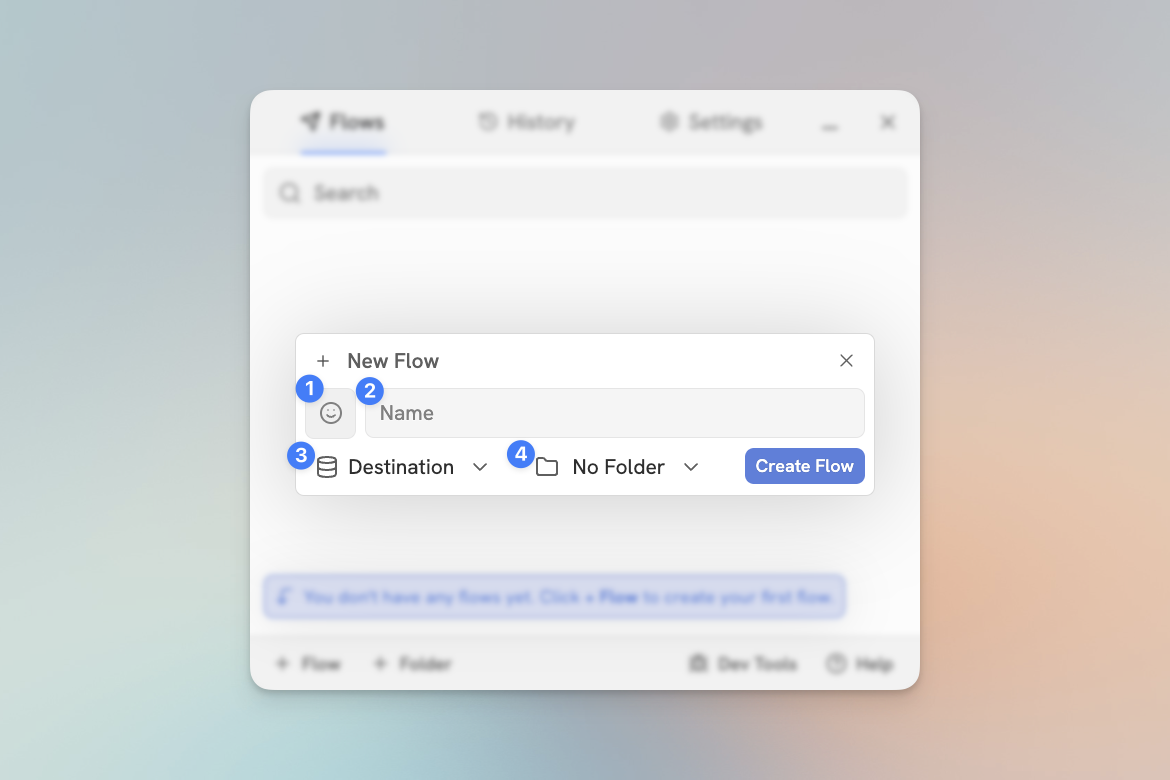 Flows
History
Settings
Search
+ New Flow
1
2
Name
3
Destination
4
No Folder
Create Flow
You don't have any flows yet. Click + Flow to create your first flow.
+ Flow
+ Folder
Dev Tools
Help